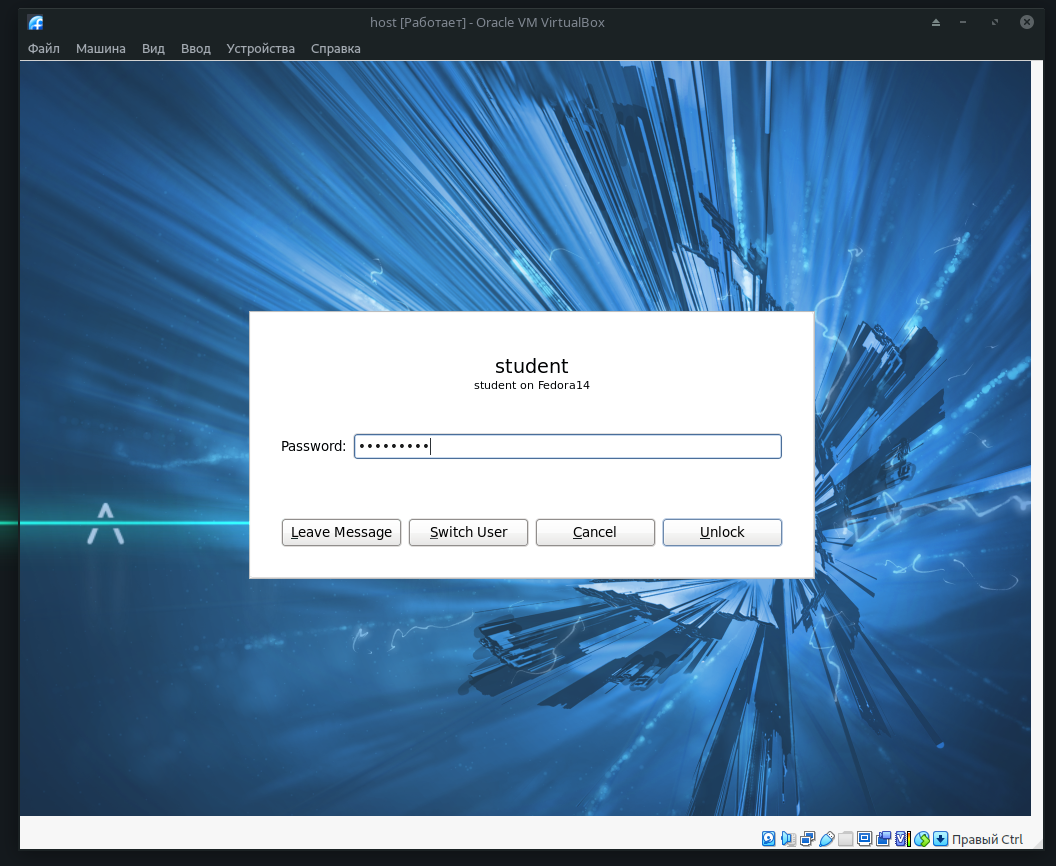 host [Работает] - Oracle VM VirtualBox
Файл Машина Вид Ввод Устройства Справка
student
student on Fedora14
Password: •••••••••
Leave Message Switch User Cancel Unlock
Правый Ctrl